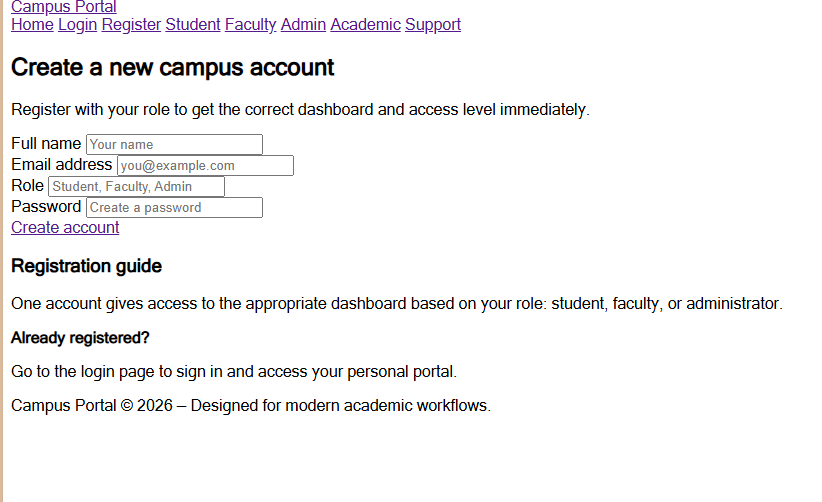 Campus Portal
Home Login Register Student Faculty Admin Academic Support
Create a new campus account
Register with your role to get the correct dashboard and access level immediately.
Full name Your name
Email address you@example.com
Role Student, Faculty, Admin
Password Create a password
Create account
Registration guide
One account gives access to the appropriate dashboard based on your role: student, faculty, or administrator.
Already registered?
Go to the login page to sign in and access your personal portal.
Campus Portal © 2026 – Designed for modern academic workflows.